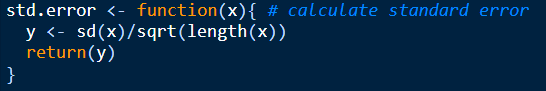 std.error <- function(x){ # calculate standard error
  y <- sd(x)/sqrt(length(x))
  return(y)
}